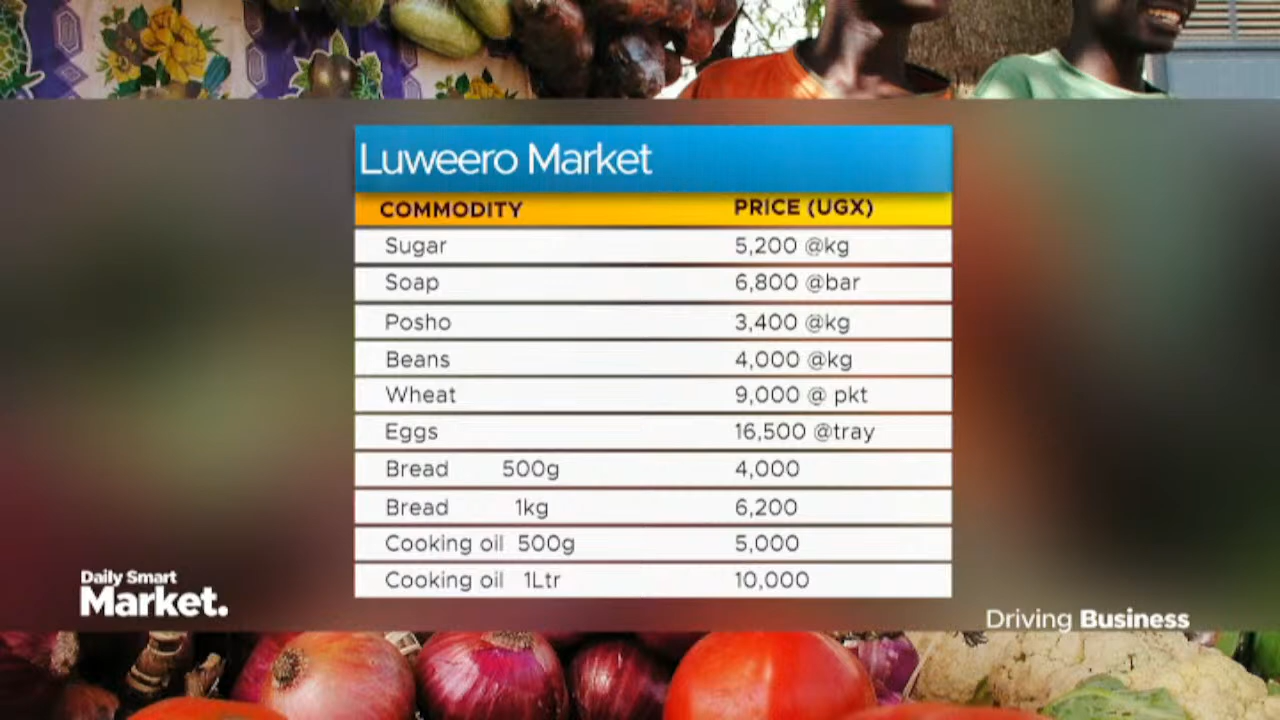 Luweero Market
COMMODITY PRICE (UGX)
Sugar 5,200 @kg
Soap 6,800 @bar
Posho 3,400 @kg
Beans 4,000 @kg
Wheat 9,000 @ pkt
Eggs 16,500 @tray
Bread 500g 4,000
Bread 1kg 6,200
Cooking oil 500g 5,000
Cooking oil 1Ltr 10,000
Daily Smart
Market.
Driving Business